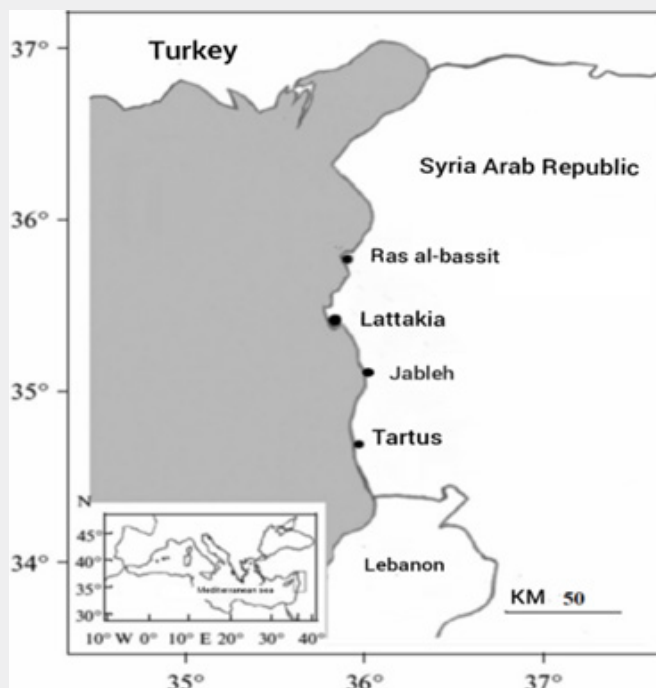 37°
Turkey
Syria Arab Republic
36°
Ras al-bassit
Lattakia
Jableh
35°
Tartus
N
45°
40°
35°
30°
Mediterranean sea
10° W 0° 10° E 20° 30° 40°
34°
Lebanon
KM 50
35° 36° 37°